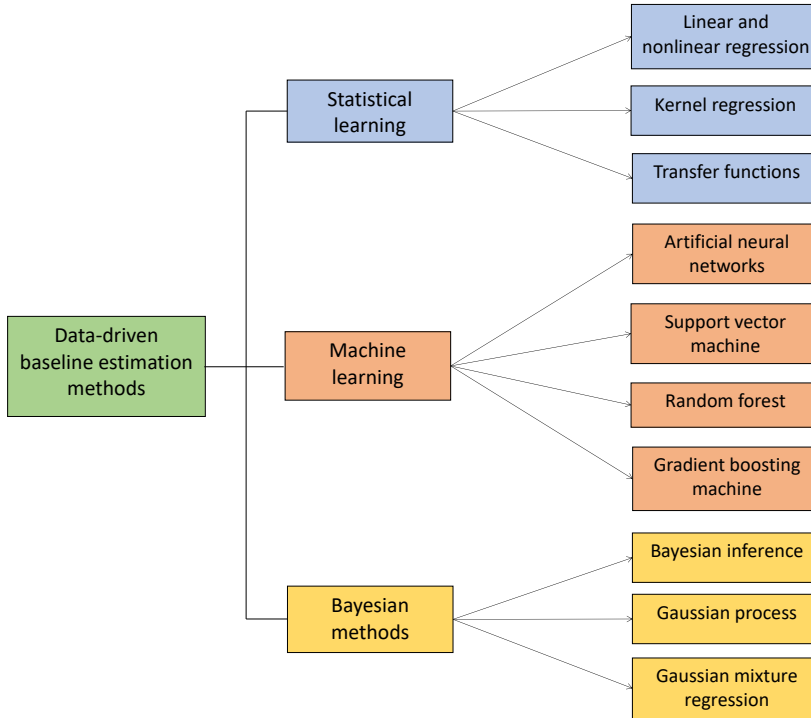 Linear and
nonlinear regression
Statistical
learning
Kernel regression
Transfer functions
Artificial neural
networks
Data-driven
baseline estimation
methods
Machine
learning
Support vector
machine
Random forest
Gradient boosting
machine
Bayesian inference
Bayesian
methods
Gaussian process
Gaussian mixture
regression